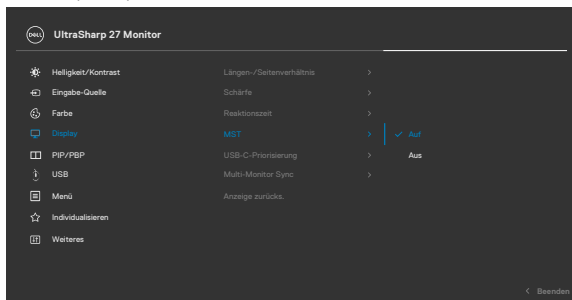 DELL
UltraSharp 27 Monitor
Helligkeit/Kontrast
Eingabe-Quelle
Farbe
Display
PIP/PBP
USB
Menü
Individualisieren
Weiteres
Längen-/Seitenverhältnis
Schärfe
Reaktionszeit
MST
USB-C-Priorisierung
Multi-Monitor Sync
Anzeige zurücks.
Auf
Aus
Beenden